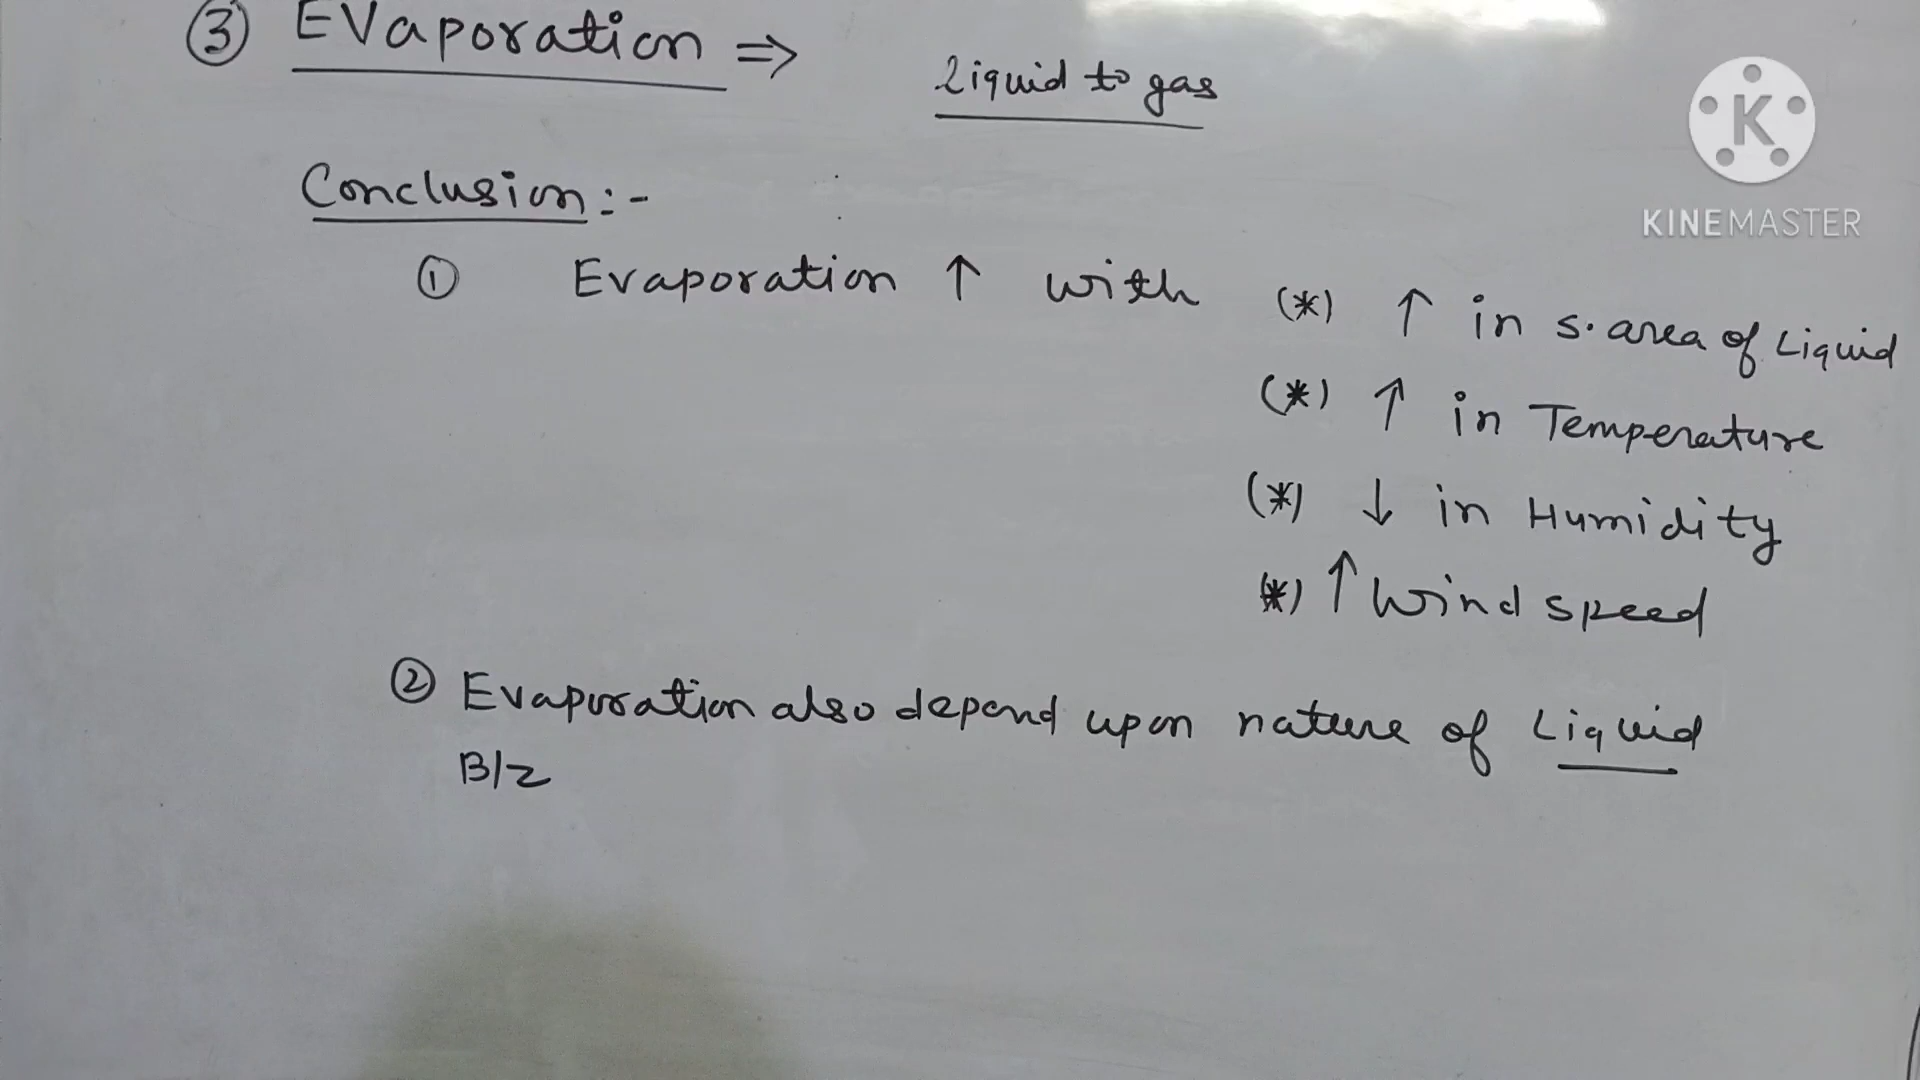 ③ Evaporation ⇒ Liquid to gas
K
KINEMASTER
Conclusion :-
① Evaporation ↑ with (*) ↑ in s. area of Liquid
(*) ↑ in Temperature
(*) ↓ in Humidity
(*) ↑ Wind speed
② Evaporation also depend upon nature of Liquid
B/z